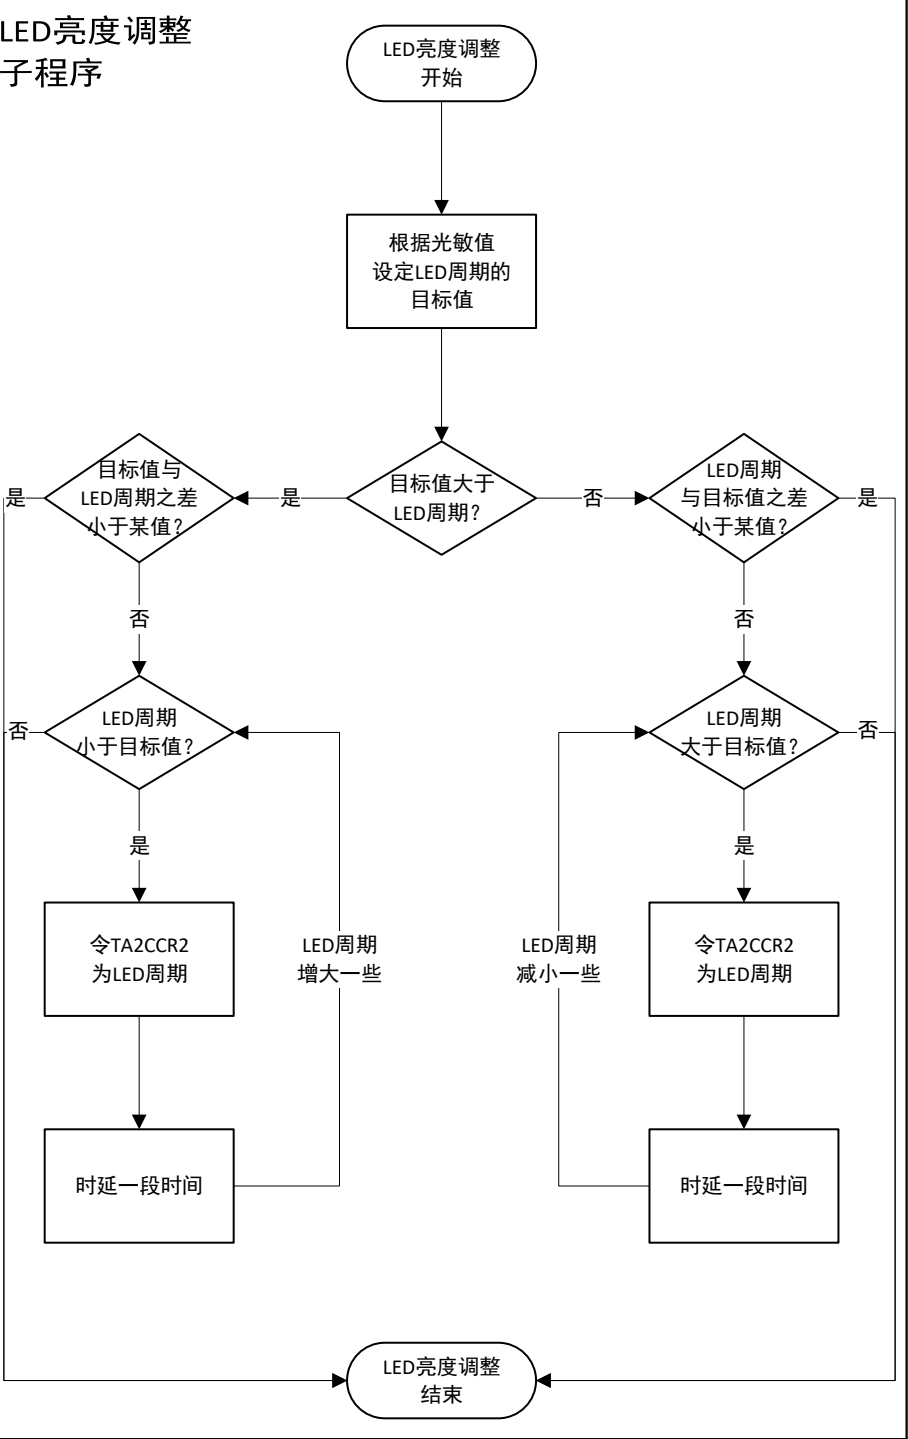 LED亮度调整
子程序
LED亮度调整
开始
根据光敏值
设定LED周期的
目标值
目标值大于
LED周期？
是
否
目标值与
LED周期之差
小于某值？
是
否
LED周期
与目标值之差
小于某值？
是
否
LED周期
小于目标值？
否
是
LED周期
大于目标值？
否
是
令TA2CCR2
为LED周期
LED周期
增大一些
LED周期
减小一些
令TA2CCR2
为LED周期
时延一段时间
时延一段时间
LED亮度调整
结束